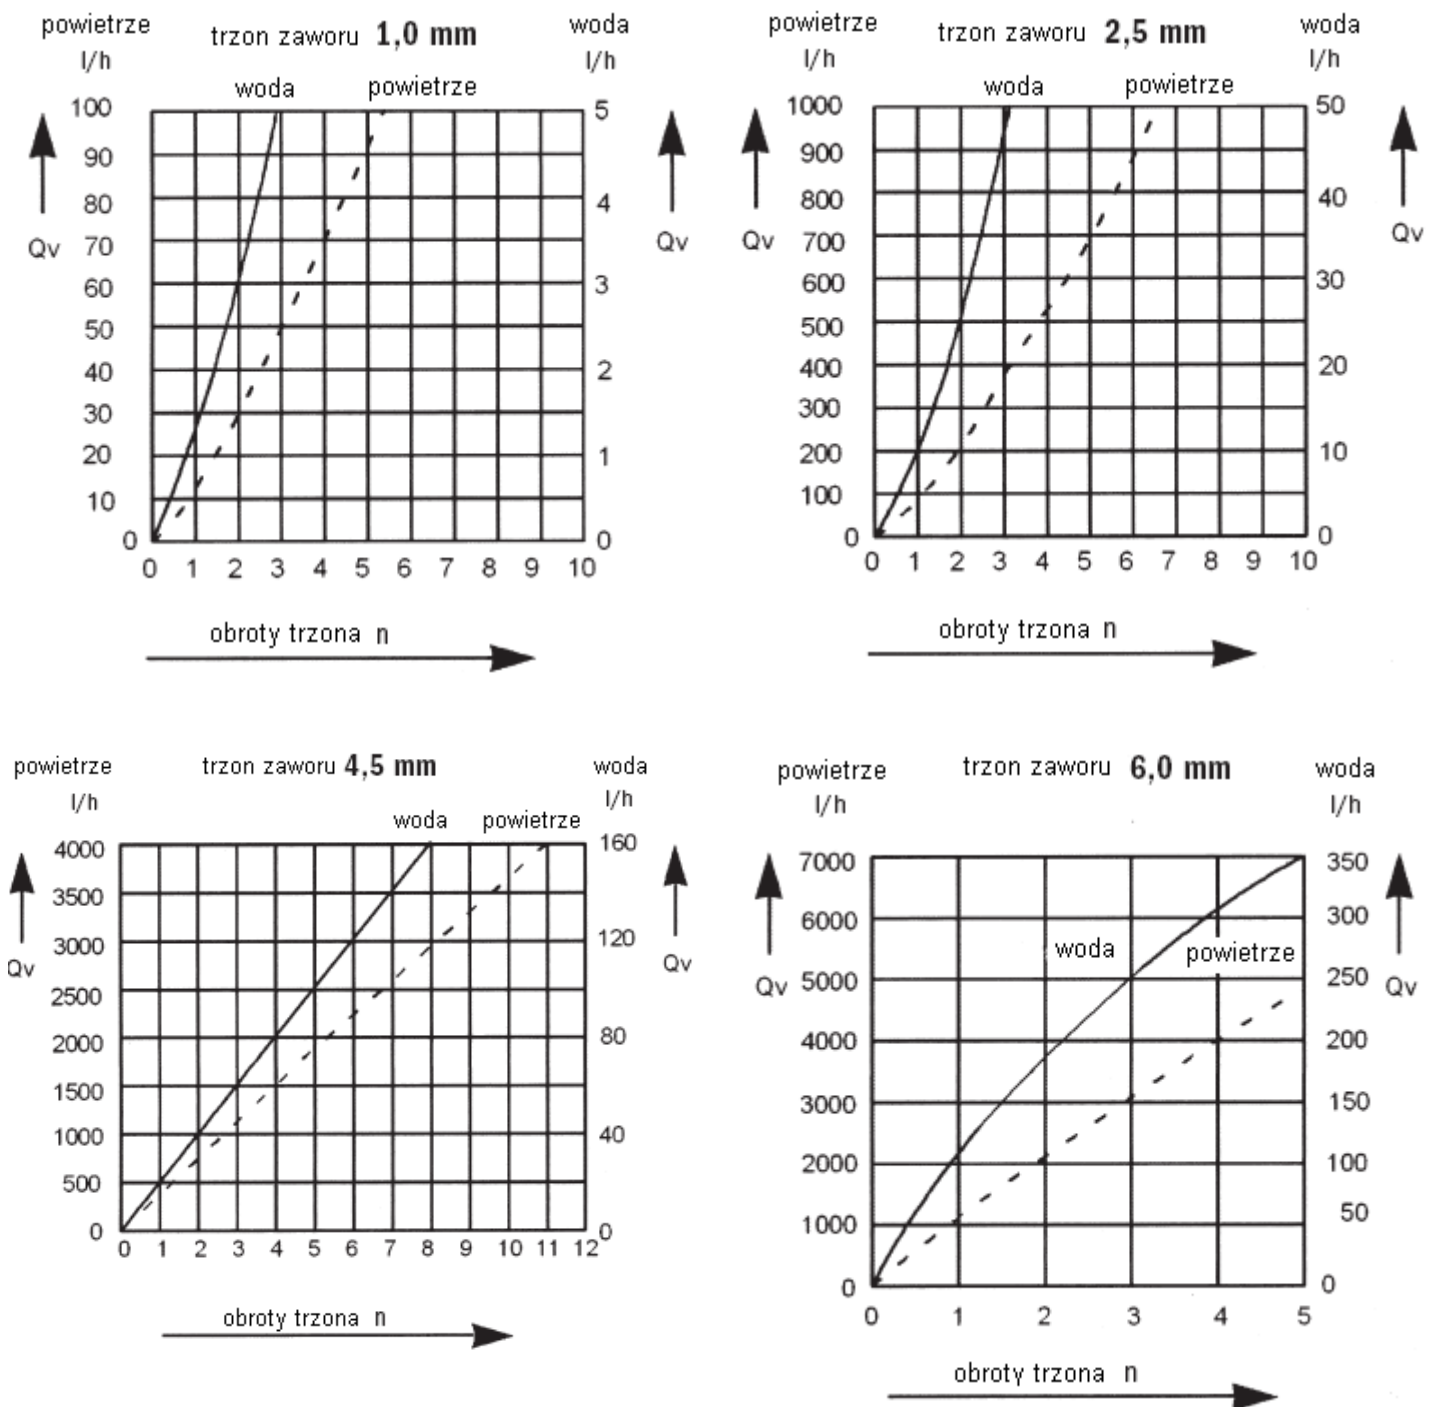 powietrze
l/h
trzon zaworu 1,0 mm
woda
l/h
woda powietrze
100
90
80
70
60
50
40
30
20
10
0
5
4
3
2
1
0
Qv
Qv
0 1 2 3 4 5 6 7 8 9 10
obroty trzona n
powietrze
l/h
trzon zaworu 2,5 mm
woda
l/h
woda powietrze
1000
900
800
700
600
500
400
300
200
100
0
50
40
30
20
10
0
Qv
Qv
0 1 2 3 4 5 6 7 8 9 10
obroty trzona n
powietrze
l/h
trzon zaworu 4,5 mm
woda
l/h
woda powietrze
4000
3500
3000
2500
2000
1500
1000
500
0
160
120
80
40
0
Qv
Qv
0 1 2 3 4 5 6 7 8 9 10 11 12
obroty trzona n
powietrze
l/h
trzon zaworu 6,0 mm
woda
l/h
woda powietrze
7000
6000
5000
4000
3000
2000
1000
0
350
300
250
200
150
100
50
0
Qv
Qv
0 1 2 3 4 5
obroty trzona n